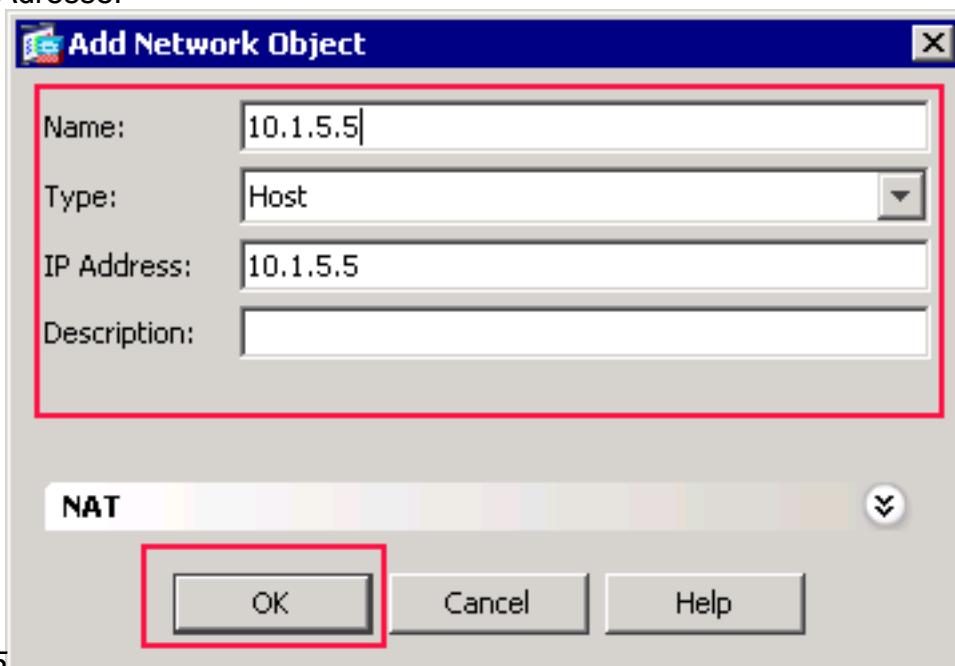 Add Network Object
Name: 10.1.5.5
Type: Host
IP Address: 10.1.5.5
Description:
NAT
OK Cancel Help